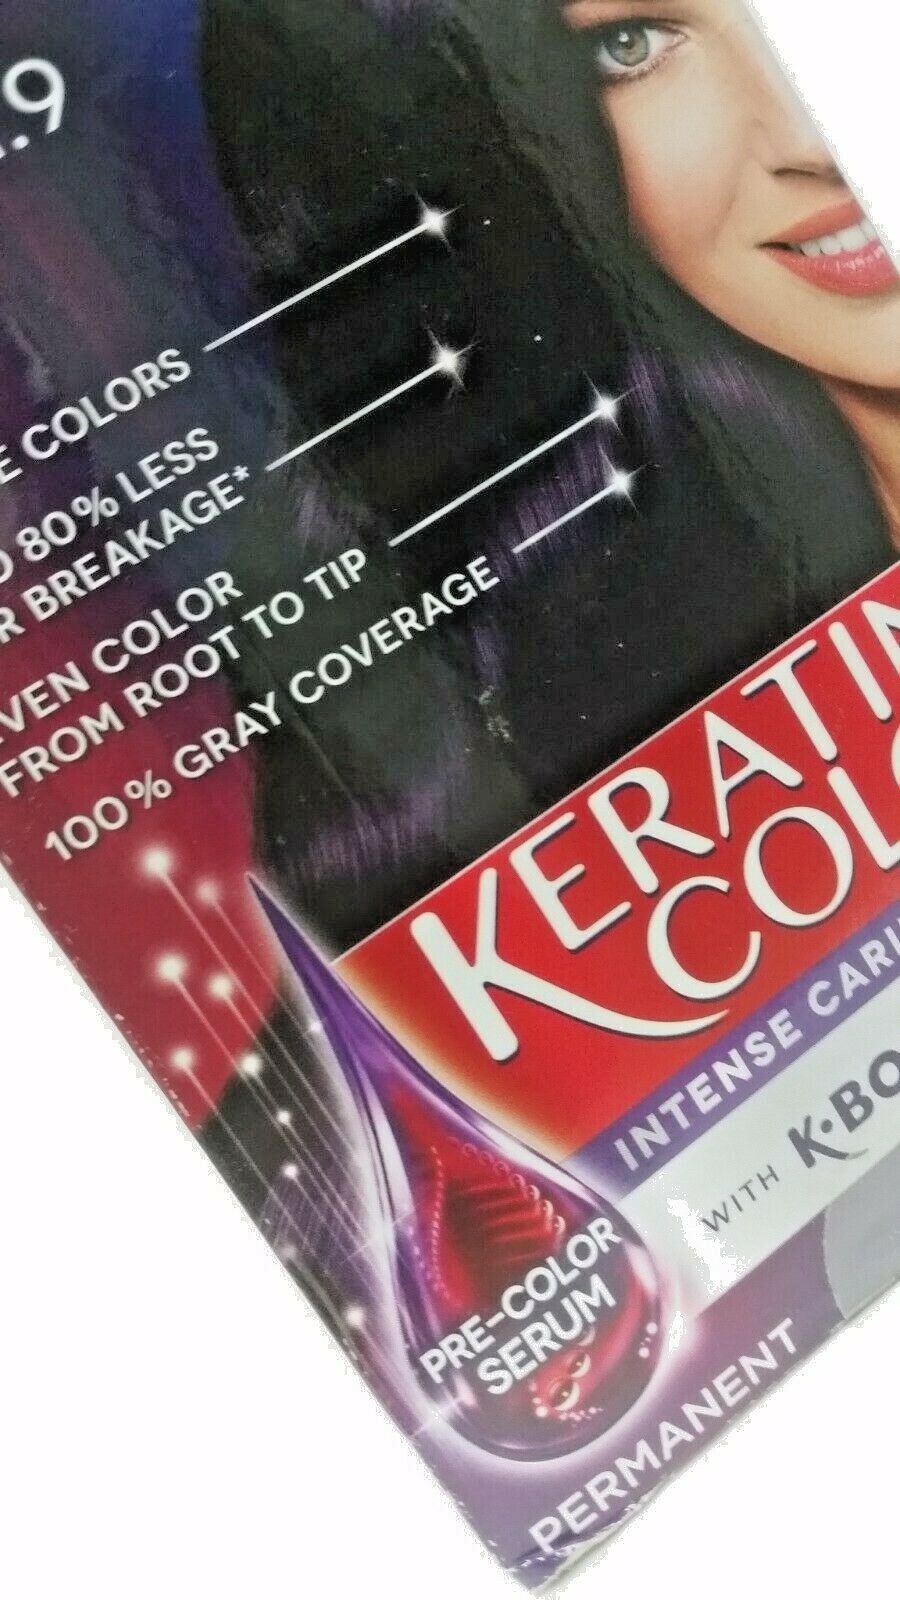 .9
E COLORS
80% LESS
R BREAKAGE*
VEN COLOR
FROM ROOT TO TIP
100% GRAY COVERAGE
KERATIN
COLO
INTENSE CARI
WITH K·BO
PRE-COLOR
SERUM
PERMANENT